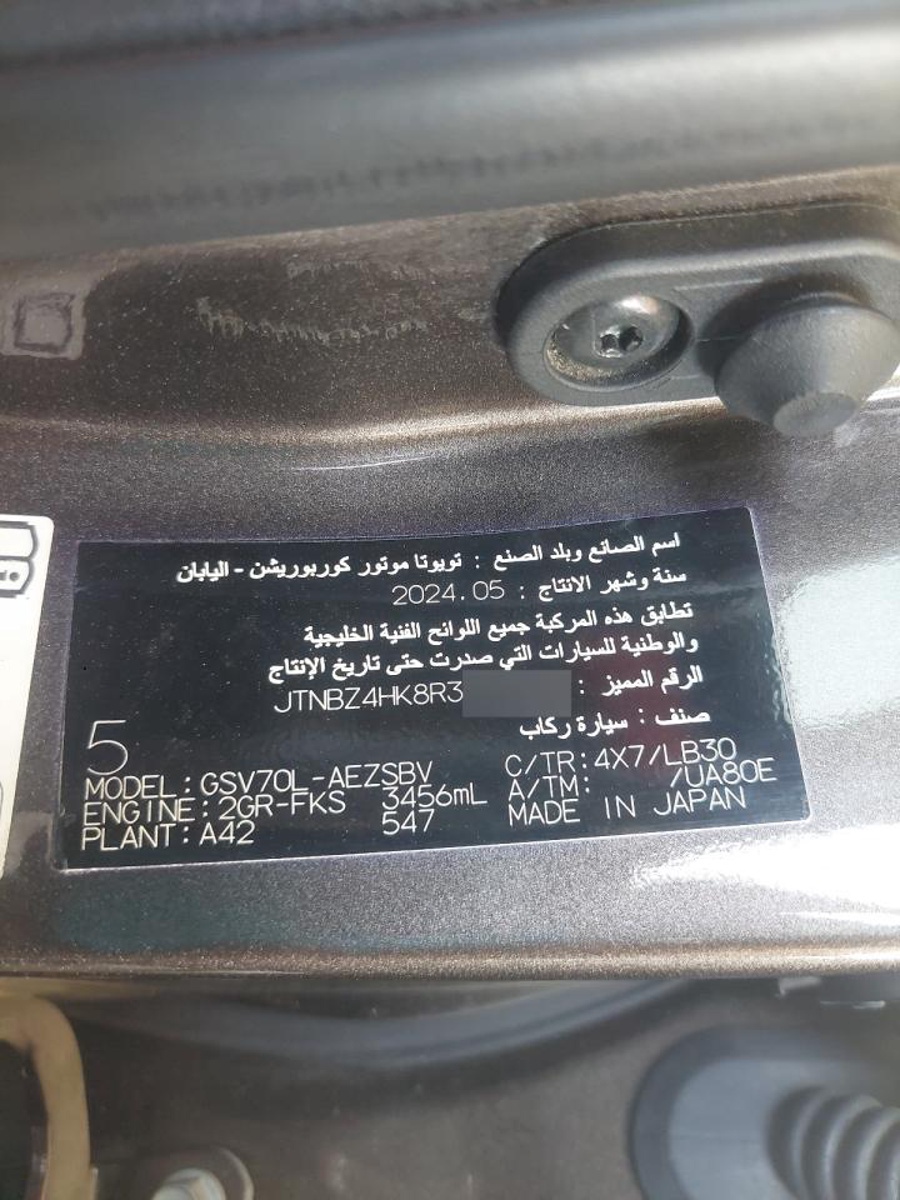 اسم الصانع وبلد الصنع : تويوتا موتور كوربوريشن - اليابان
سنة وشهر الانتاج : 2024.05
تطابق هذه المركبة جميع اللوائح الفنية الخليجية
والوطنية للسيارات التي صدرت حتى تاريخ الإنتاج
الرقم المميز : JTNBZ4HK8R3
صنف : سيارة ركاب
5
MODEL:GSV70L-AEZSBV C/TR:4X7/LB30
ENGINE:2GR-FKS 3456mL A/TM: /UA80E
PLANT:A42 547 MADE IN JAPAN